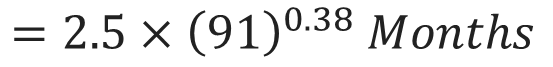 = 2.5 × (91)^{0.38} Months